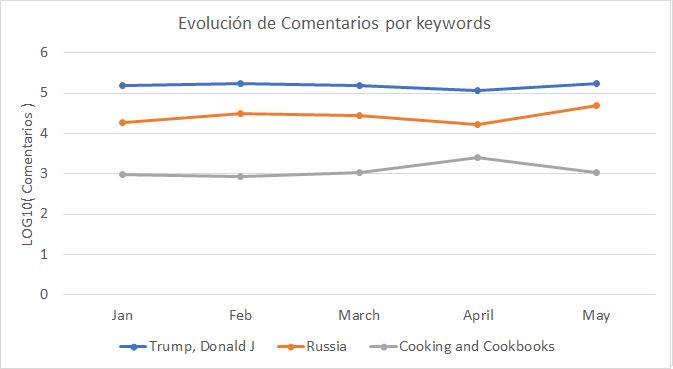 Evolución de Comentarios por keywords
LOG10( Comentarios )
6
5
4
3
2
1
0
Jan Feb March April May
Trump, Donald J Russia Cooking and Cookbooks